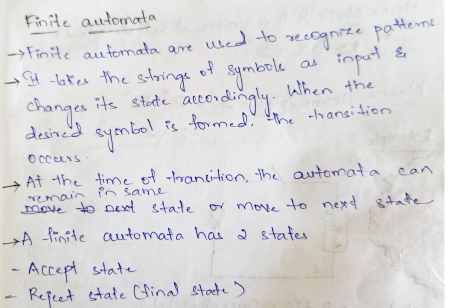 Finite automata
→ Finite automata are used to recognize patterns.
→ It takes the strings of symbols as input &
changes its state accordingly. When the
desired symbol is formed, the transition
occurs.
→ At the time of trancition, the automata can
remain in same
move to next state or move to next state
→ A finite automata has 2 states
- Accept state
- Reject state (final state)